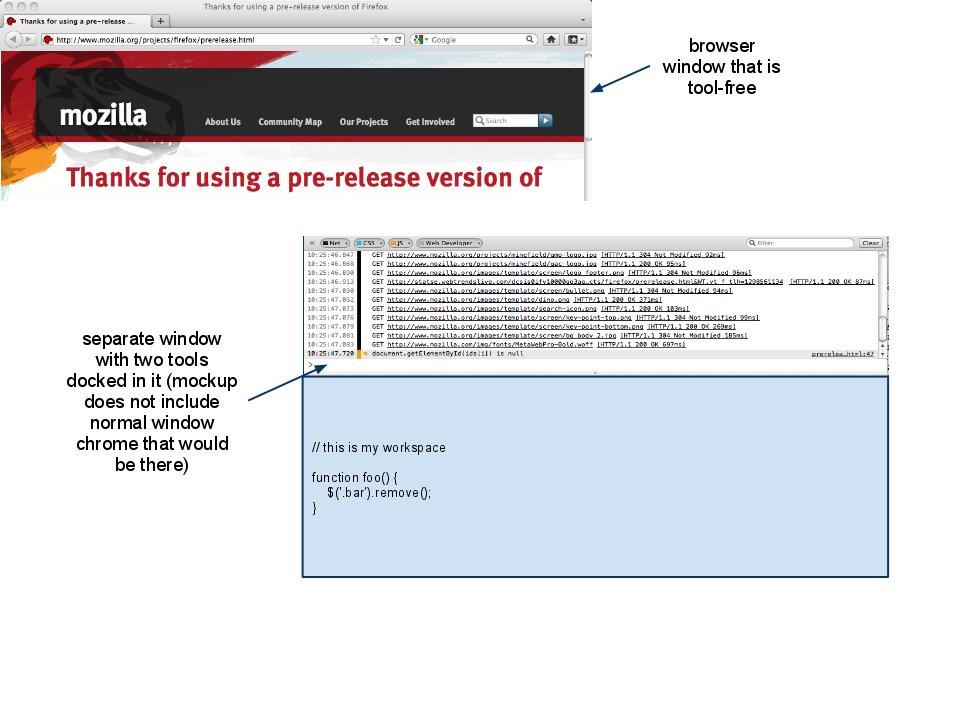 Thanks for using a pre-release version of Firefox
Thanks for using a pre-release ...
http://www.mozilla.org/projects/firefox/prerelease.html
Google
mozilla
About Us
Community Map
Our Projects
Get Involved
Search
Thanks for using a pre-release version of
browser
window that is
tool-free
Net
CSS
JS
Web Developer
Filter
Clear
10:25:46.847 GET http://www.mozilla.org/projects/minefield/qmo-logo.jpg [HTTP/1.1 304 Not Modified 92ms]
10:25:46.868 GET http://www.mozilla.org/projects/minefield/qac-logo.jpg [HTTP/1.1 200 OK 95ms]
10:25:46.890 GET http://www.mozilla.org/images/template/screen/logo_footer.png [HTTP/1.1 304 Not Modified 96ms]
10:25:46.913 GET [HTTP/1.1 200 OK 87ms]
10:25:47.030 GET http://www.mozilla.org/images/template/screen/bullet.png [HTTP/1.1 304 Not Modified 94ms]
10:25:47.052 GET http://www.mozilla.org/images/template/screen/dino.png [HTTP/1.1 200 OK 371ms]
10:25:47.073 GET http://www.mozilla.org/images/template/screen/search-icon.png [HTTP/1.1 200 OK 103ms]
10:25:47.076 GET http://www.mozilla.org/images/template/screen/key-point-top.png [HTTP/1.1 304 Not Modified 99ms]
10:25:47.079 GET http://www.mozilla.org/images/template/screen/key-point-bottom.png [HTTP/1.1 200 OK 269ms]
10:25:47.081 GET http://www.mozilla.org/images/template/screen/bg_body_2.jpg [HTTP/1.1 304 Not Modified 185ms]
10:25:47.083 GET http://www.mozilla.com/img/fonts/MetaWebPro-Bold.woff [HTTP/1.1 200 OK 697ms]
10:25:47.720 document.getElementById(ids[i]) is null prerelea…html:47
>
separate window
with two tools
docked in it (mockup
does not include
normal window
chrome that would
be there)
// this is my workspace
function foo() {
$('.bar').remove();
}